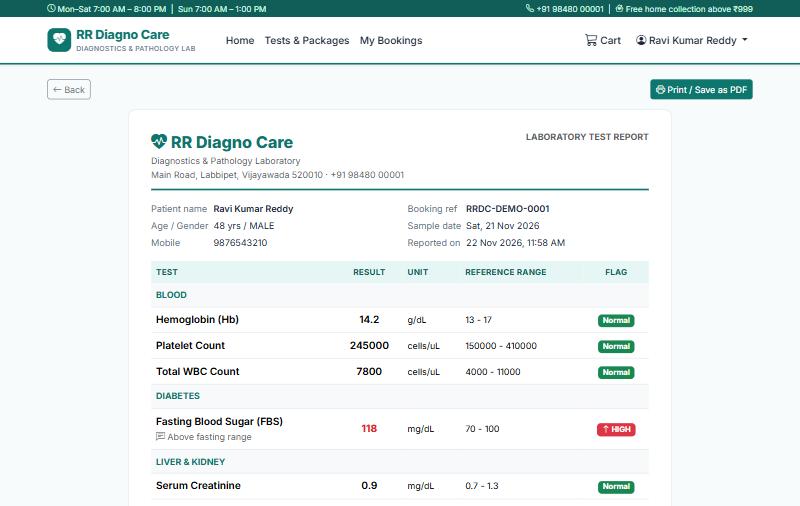 Mon–Sat 7:00 AM – 8:00 PM | Sun 7:00 AM – 1:00 PM
+91 98480 00001 | Free home collection above ₹999
RR Diagno Care
DIAGNOSTICS & PATHOLOGY LAB
Home Tests & Packages My Bookings
Cart Ravi Kumar Reddy
← Back
Print / Save as PDF
RR Diagno Care
LABORATORY TEST REPORT
Diagnostics & Pathology Laboratory
Main Road, Labbipet, Vijayawada 520010 · +91 98480 00001
Patient name Ravi Kumar Reddy Booking ref RRDC-DEMO-0001
Age / Gender 48 yrs / MALE Sample date Sat, 21 Nov 2026
Mobile 9876543210 Reported on 22 Nov 2026, 11:58 AM
TEST RESULT UNIT REFERENCE RANGE FLAG
BLOOD
Hemoglobin (Hb) 14.2 g/dL 13 - 17 Normal
Platelet Count 245000 cells/uL 150000 - 410000 Normal
Total WBC Count 7800 cells/uL 4000 - 11000 Normal
DIABETES
Fasting Blood Sugar (FBS) 118 mg/dL 70 - 100 ↑ HIGH
Above fasting range
LIVER & KIDNEY
Serum Creatinine 0.9 mg/dL 0.7 - 1.3 Normal